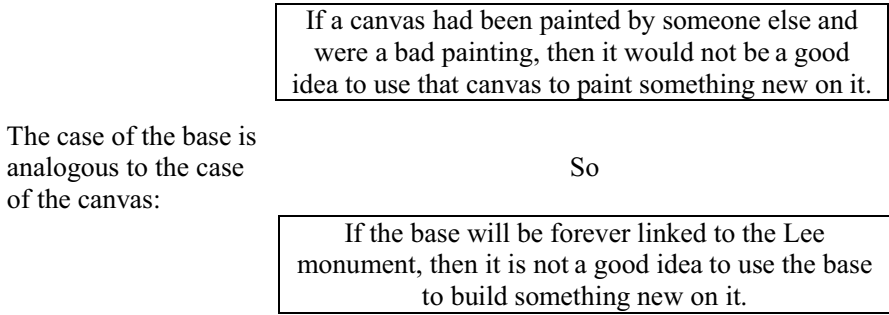 If a canvas had been painted by someone else and
were a bad painting, then it would not be a good
idea to use that canvas to paint something new on it.
The case of the base is
analogous to the case
of the canvas:
So
If the base will be forever linked to the Lee
monument, then it is not a good idea to use the base
to build something new on it.